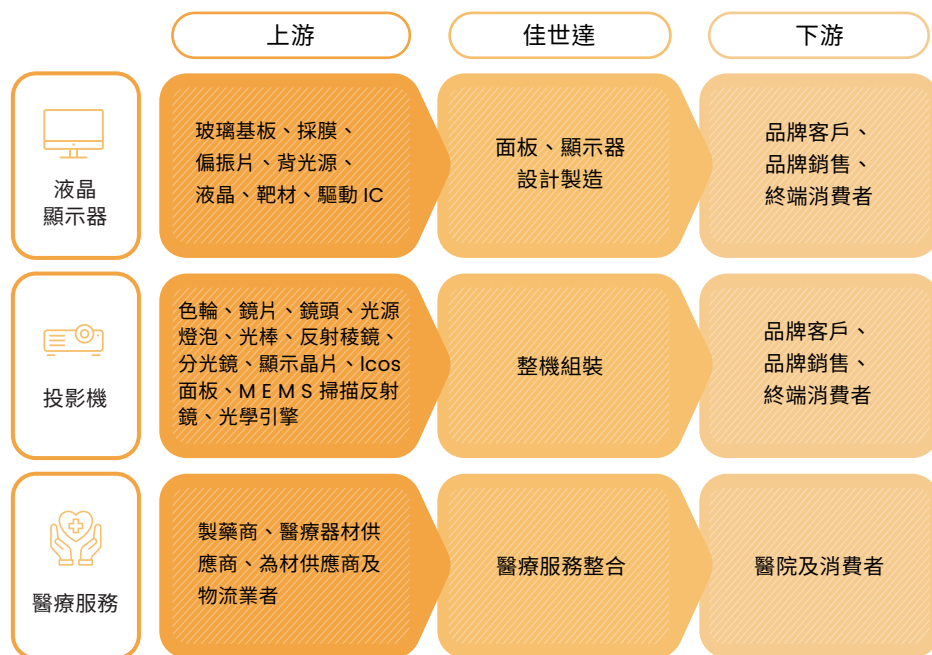 上游
佳世達
下游
液晶
顯示器
玻璃基板、採膜、
偏振片、背光源、
液晶、靶材、驅動 IC
面板、顯示器
設計製造
品牌客戶、
品牌銷售、
終端消費者
投影機
色輪、鏡片、鏡頭、光源
燈泡、光棒、反射稜鏡、
分光鏡、顯示晶片、lcos
面板、M E M S 掃描反射
鏡、光學引擎
整機組裝
品牌客戶、
品牌銷售、
終端消費者
醫療服務
製藥商、醫療器材供
應商、為材供應商及
物流業者
醫療服務整合
醫院及消費者